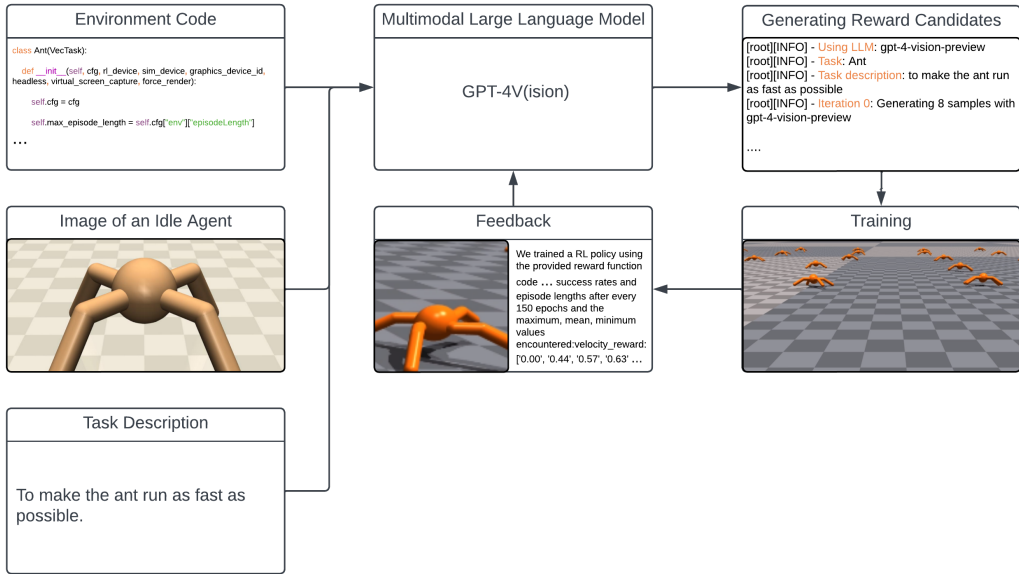 Environment Code
class Ant(VecTask):
def __init__(self, cfg, rl_device, sim_device, graphics_device_id,
headless, virtual_screen_capture, force_render):
self.cfg = cfg
self.max_episode_length = self.cfg["env"]["episodeLength"]
...
Image of an Idle Agent
Task Description
To make the ant run as fast as
possible.
Multimodal Large Language Model
GPT-4V(ision)
Feedback
We trained a RL policy using
the provided reward function
code ... success rates and
episode lengths after every
150 epochs and the
maximum, mean, minimum
values
encountered:velocity_reward:
['0.00', '0.44', '0.57', '0.63' ...
Generating Reward Candidates
[root][INFO] - Using LLM: gpt-4-vision-preview
[root][INFO] - Task: Ant
[root][INFO] - Task description: to make the ant run
as fast as possible
[root][INFO] - Iteration 0: Generating 8 samples with
gpt-4-vision-preview
....
Training